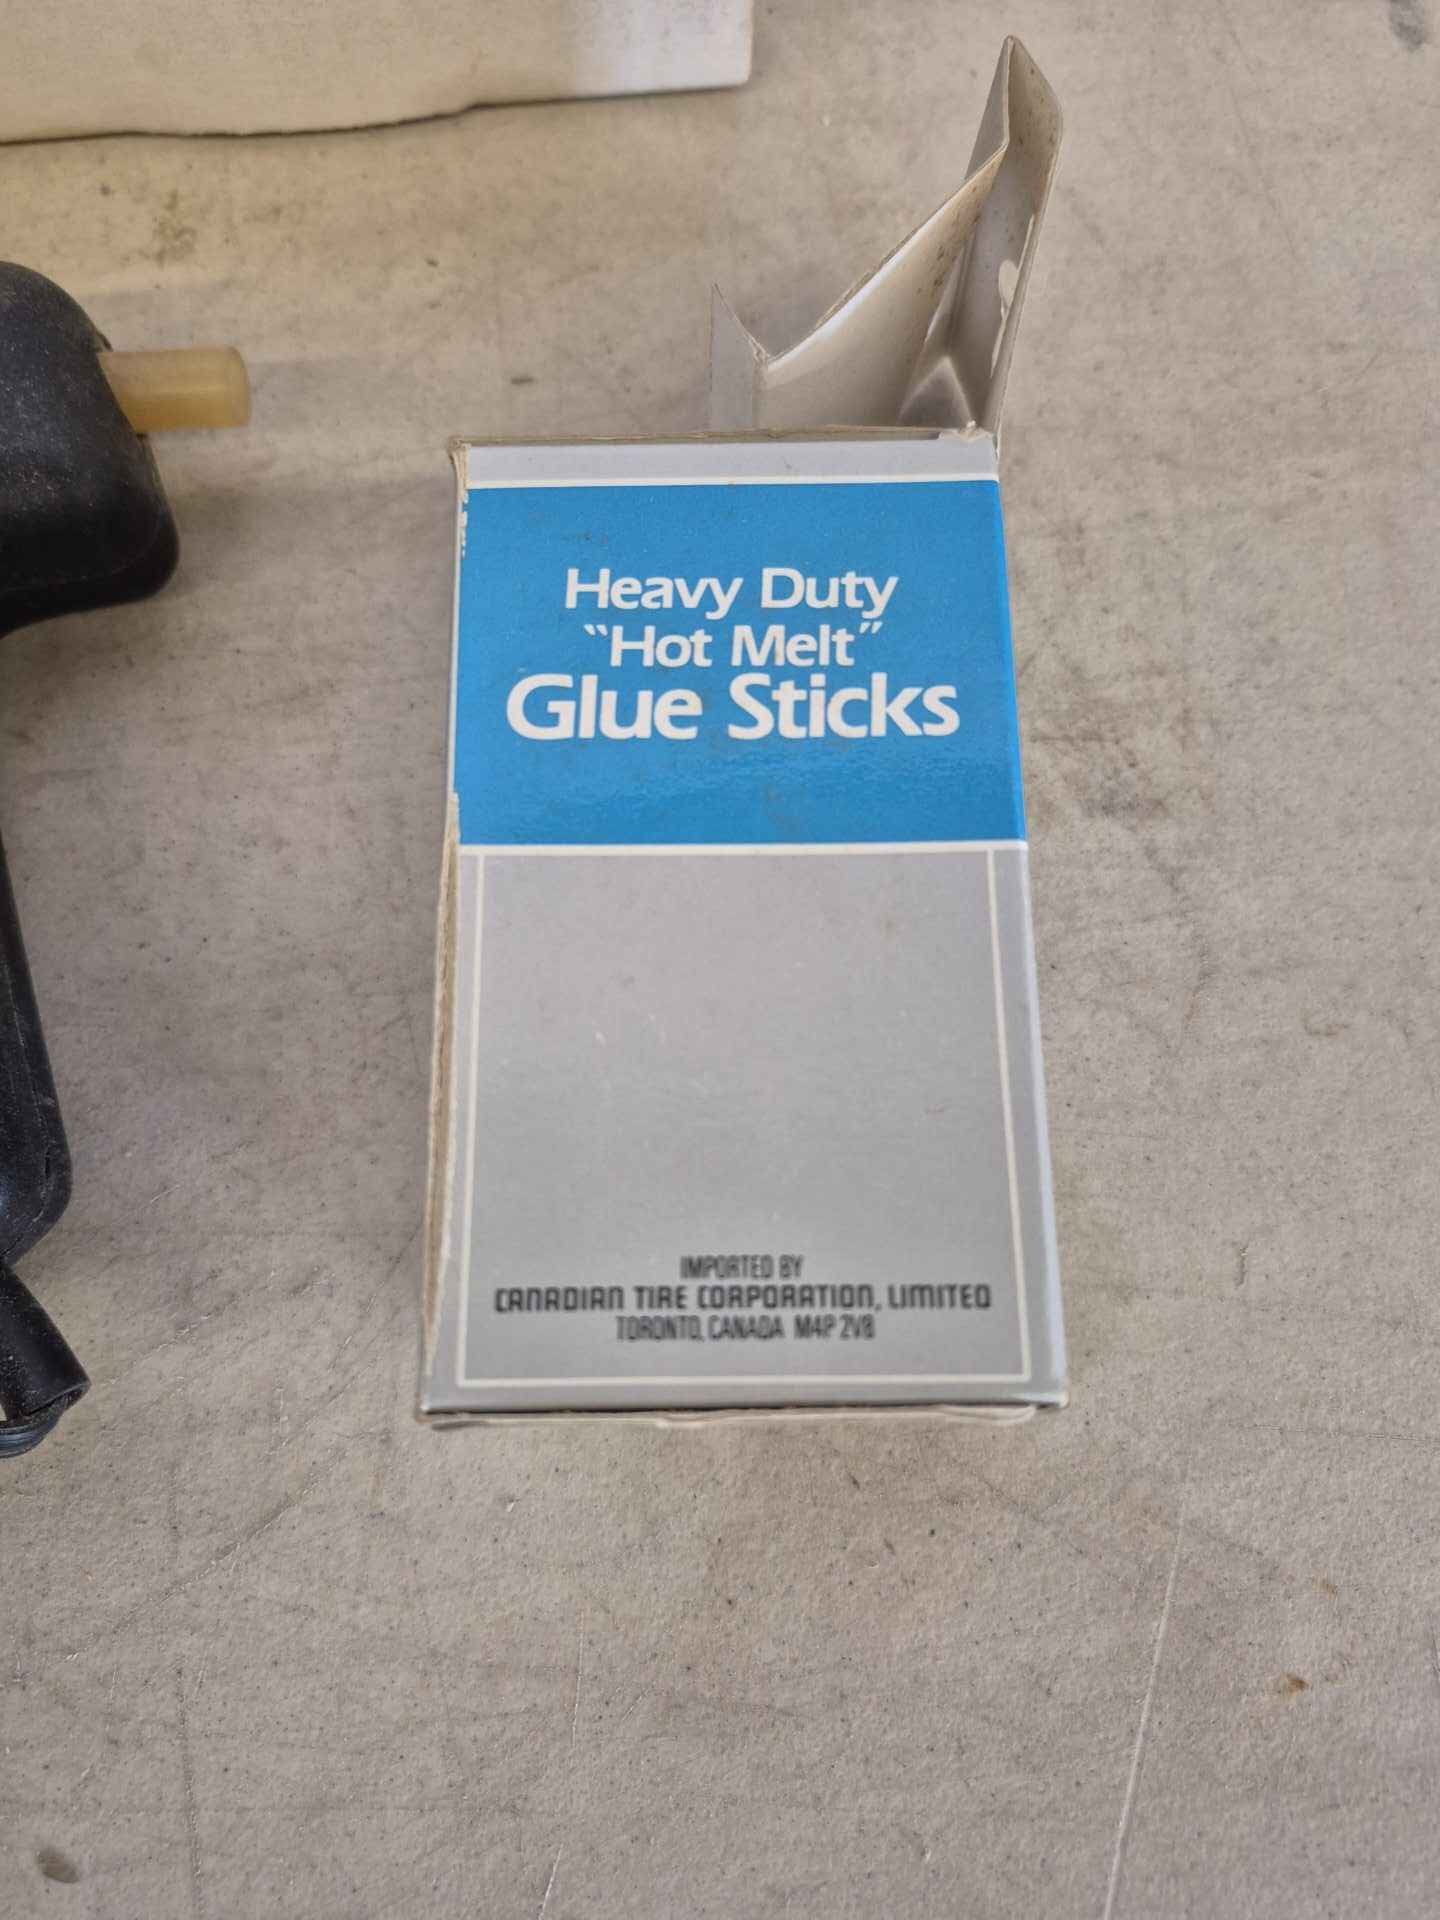 Heavy Duty
"Hot Melt"
Glue Sticks
IMPORTED BY
CANADIAN TIRE CORPORATION, LIMITED
TORONTO, CANADA M4P 2V8